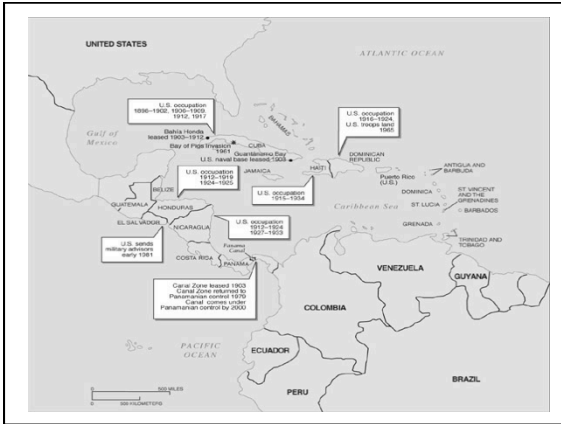 UNITED STATES
ATLANTIC OCEAN
Gulf of
Mexico
U.S. occupation
1898-1902, 1906-1909,
1912, 1917
Bahia Honda
leased 1903-1912
Bay of Pigs Invasion
1961
CUBA
BAHAMAS
Guantánamo Bay
U.S. naval base leased 1903
U.S. occupation
1916-1924,
U.S. troops land
1965
DOMINICAN
REPUBLIC
HAITI
JAMAICA
Puerto Rico
(U.S.)
ANTIGUA AND
BARBUDA
DOMINICA
ST VINCENT
AND THE
GRENADINES
ST LUCIA
BARBADOS
GRENADA
TRINIDAD AND
TOBAGO
Caribbean Sea
U.S. occupation
1915-1934
U.S. occupation
1912-1919
1924-1925
BELIZE
GUATEMALA
HONDURAS
EL SALVADOR
NICARAGUA
U.S. occupation
1912-1924
1927-1933
U.S. sends
military advisors
early 1981
COSTA RICA
Panama
Canal
PANAMA
Canal Zone leased 1903
Canal Zone returned to
Panamanian control 1979
Canal comes under
Panamanian control by 2000
VENEZUELA
GUYANA
COLOMBIA
PACIFIC
OCEAN
ECUADOR
PERU
BRAZIL
0
500 MILES
0
500 KILOMETERS